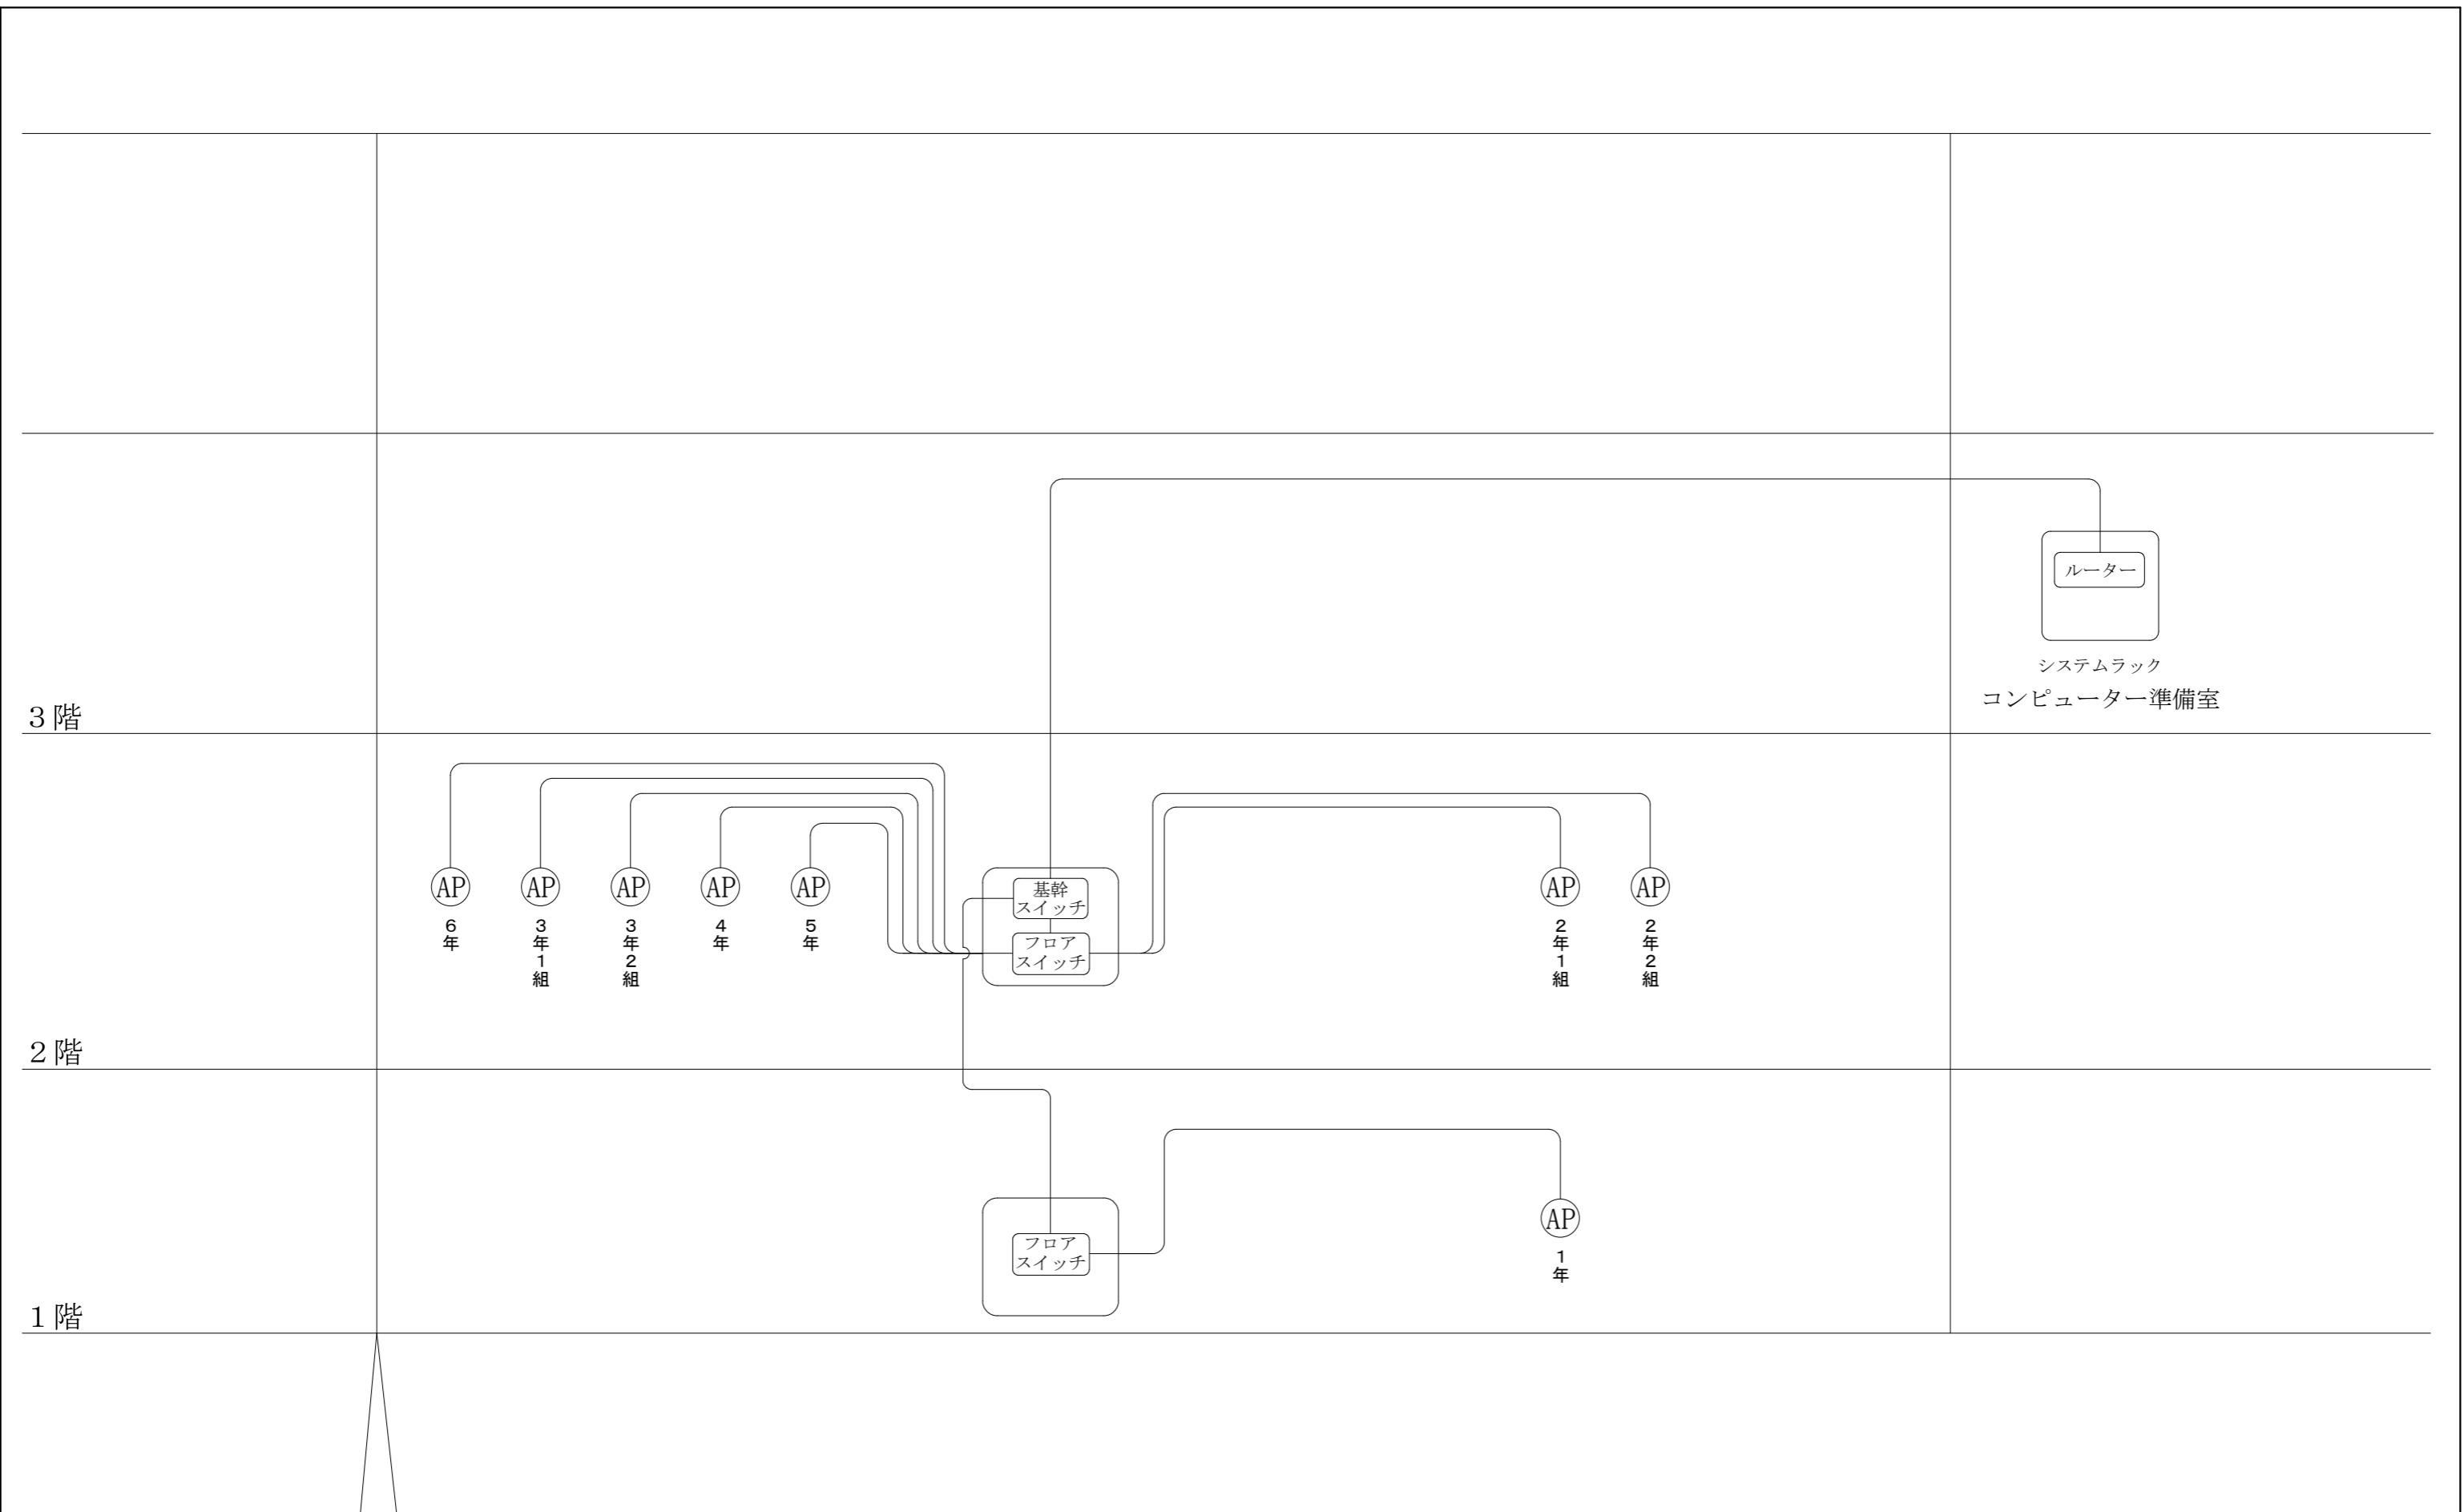 ルーター
システムラック
コンピューター準備室
３階
AP
AP
AP
AP
AP
基幹
スイッチ
フロア
スイッチ
AP
AP
６年
３年１組
３年２組
４年
５年
２年１組
２年２組
２階
フロア
スイッチ
AP
１年
１階